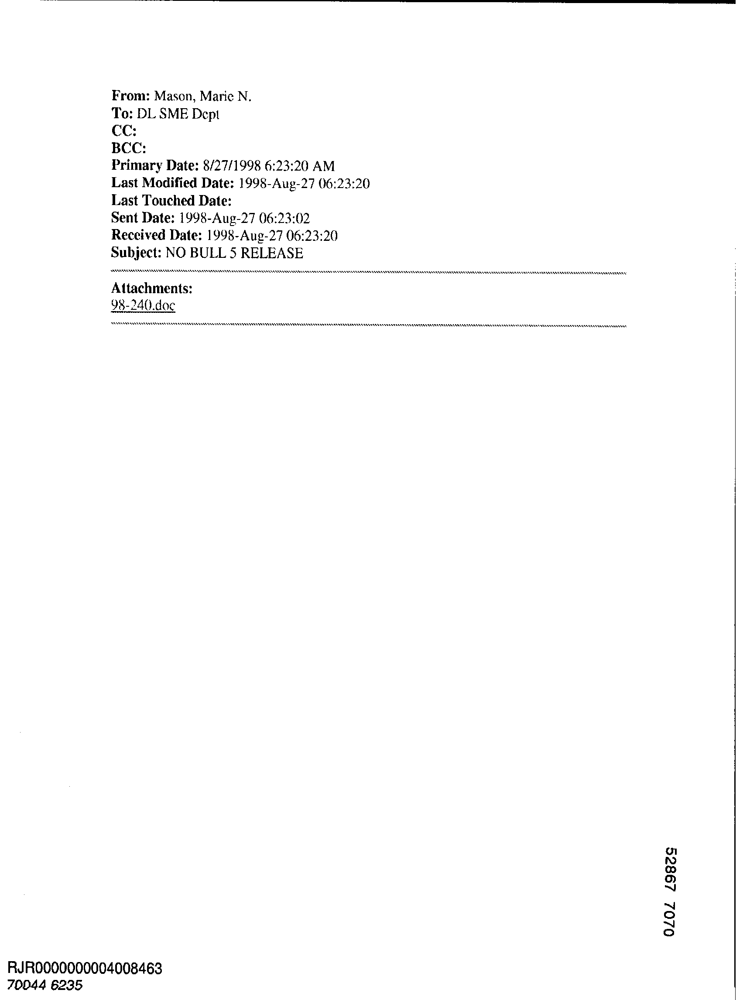 From: Mason, Marie N.
To: DL SME Dept
CC:
BCC:
Primary Date: 8/27/1998 6:23:20 AM
Last Modified Date: 1998-Aug-27 06:23:20
Last Touched Date:
Sent Date: 1998-Aug-27 06:23:02
Received Date: 1998-Aug-27 06:23:20
Subject: NO BULL 5 RELEASE
Attachments:
98-240.doc
52867 7070
RJR0000000004008463
70044 6235